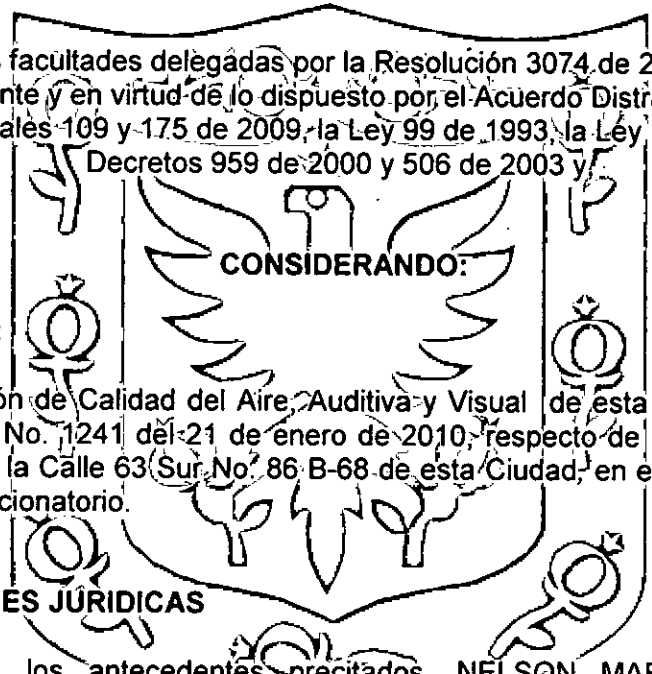 facultades delegadas por la Resolución 3074 de 2
nte y en virtud de lo dispuesto por el Acuerdo Distr
ales 109 y 175 de 2009, la Ley 99 de 1993, la Ley
Decretos 959 de 2000 y 506 de 2003 y
CONSIDERANDO:
ón de Calidad del Aire, Auditiva y Visual de esta
No. 1241 del 21 de enero de 2010, respecto de
la Calle 63 Sur No. 86 B-68 de esta Ciudad, en e
cionatorio.
ES JURIDICAS
los antecedentes precitados, NELSON MAR